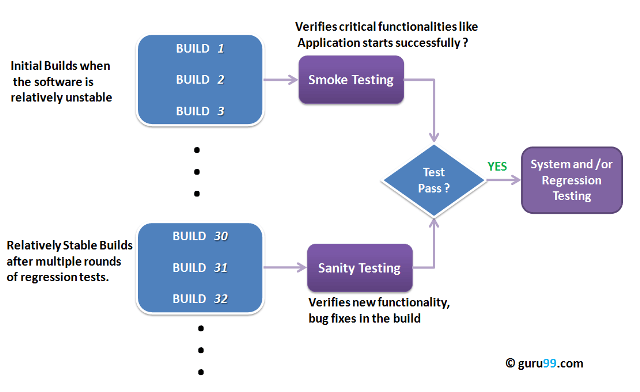 Verifies critical functionalities like
Application starts successfully ?
Initial Builds when
the software is
relatively unstable
BUILD 1
BUILD 2
BUILD 3
Smoke Testing
Test
Pass ?
YES
System and /or
Regression
Testing
Relatively Stable Builds
after multiple rounds
of regression tests.
BUILD 30
BUILD 31
BUILD 32
Sanity Testing
Verifies new functionality,
bug fixes in the build
© guru99.com